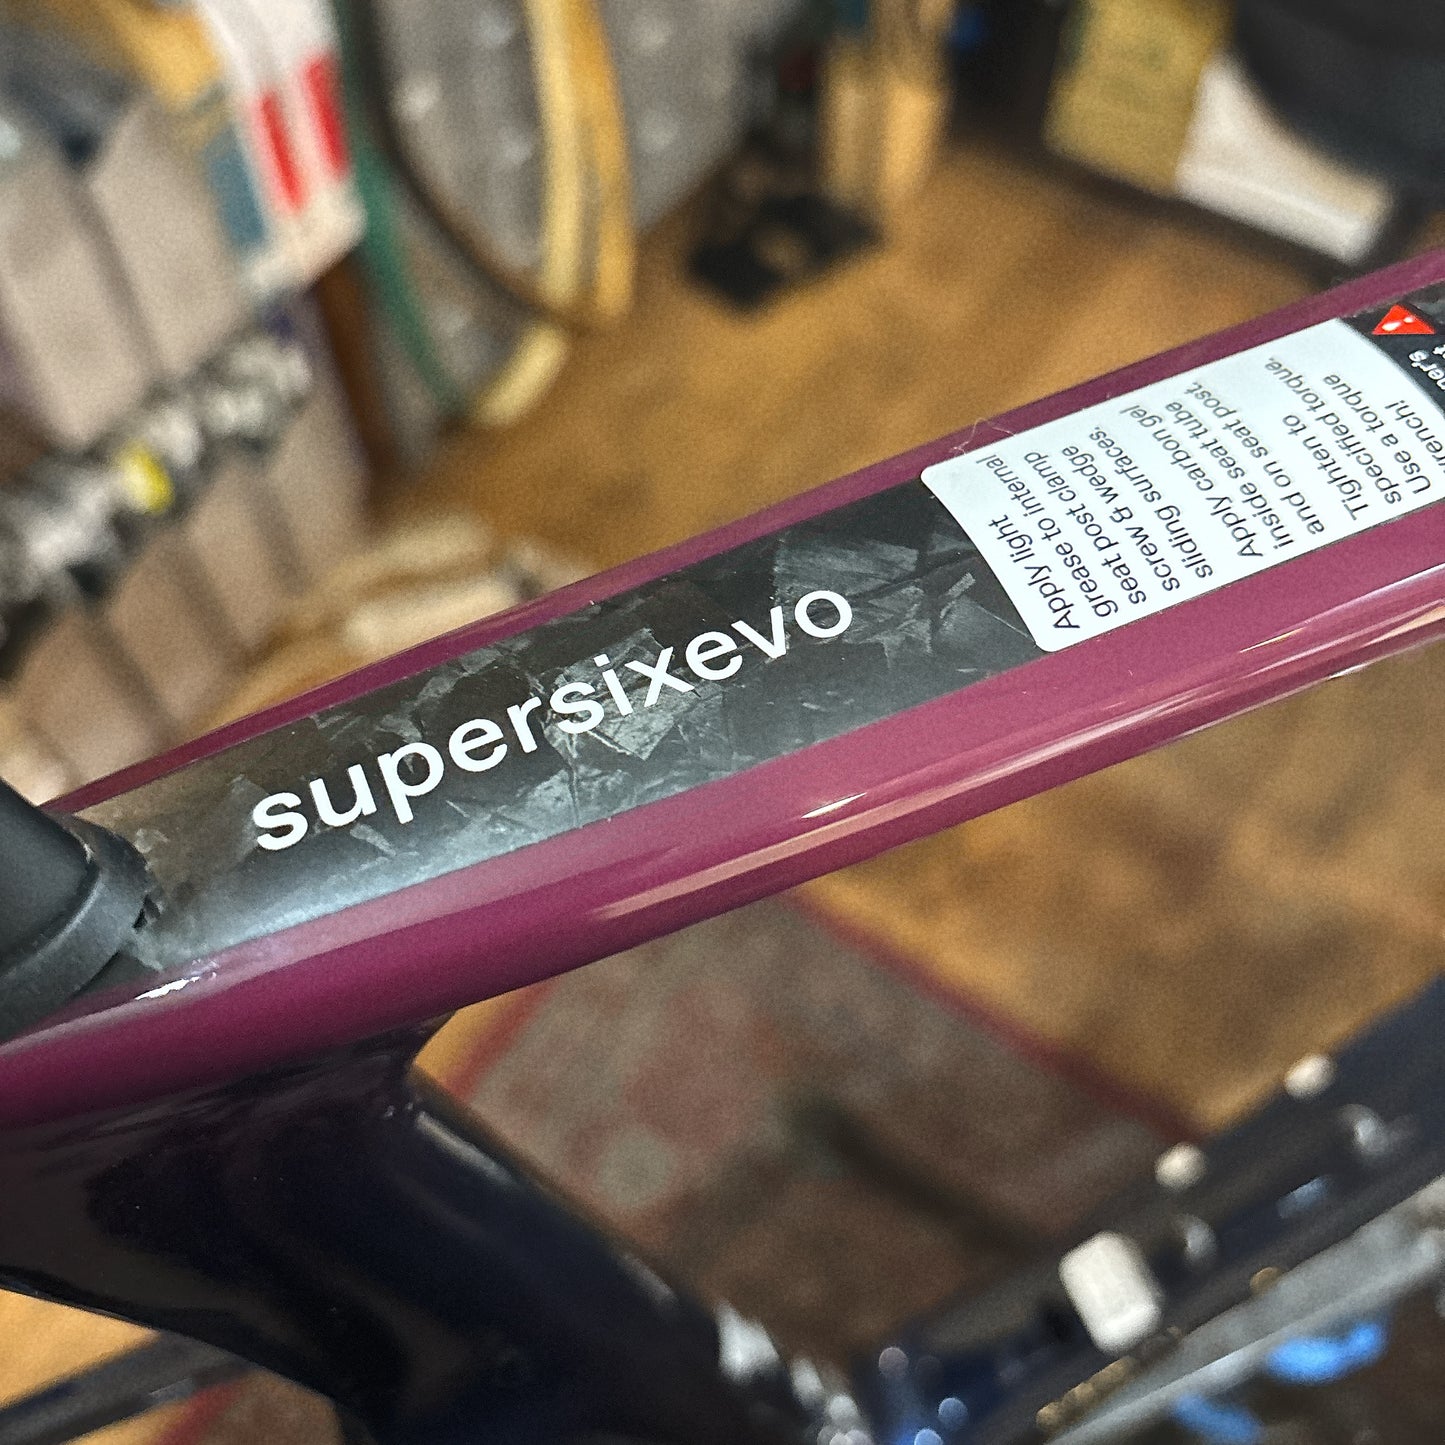 supersixevo
Apply light
grease to internal
seat post clamp
screw & wedge
sliding surfaces.
Apply carbon gel
inside seat tube
and on seat post.
Tighten to
specified torque.
Use a torque